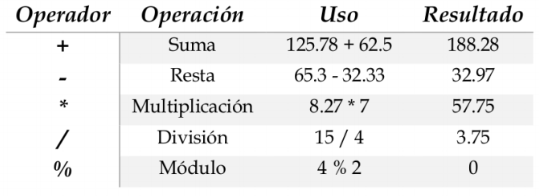 Operador Operación Uso Resultado
+ Suma 125.78 + 62.5 188.28
- Resta 65.3 - 32.33 32.97
* Multiplicación 8.27 * 7 57.75
/ División 15 / 4 3.75
% Módulo 4 % 2 0